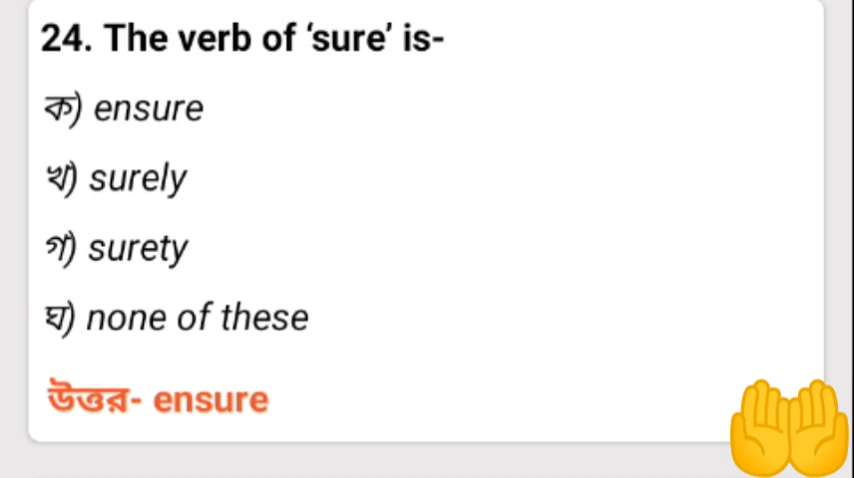 24. The verb of ‘sure’ is-
ক) ensure
খ) surely
গ) surety
ঘ) none of these
উত্তর- ensure